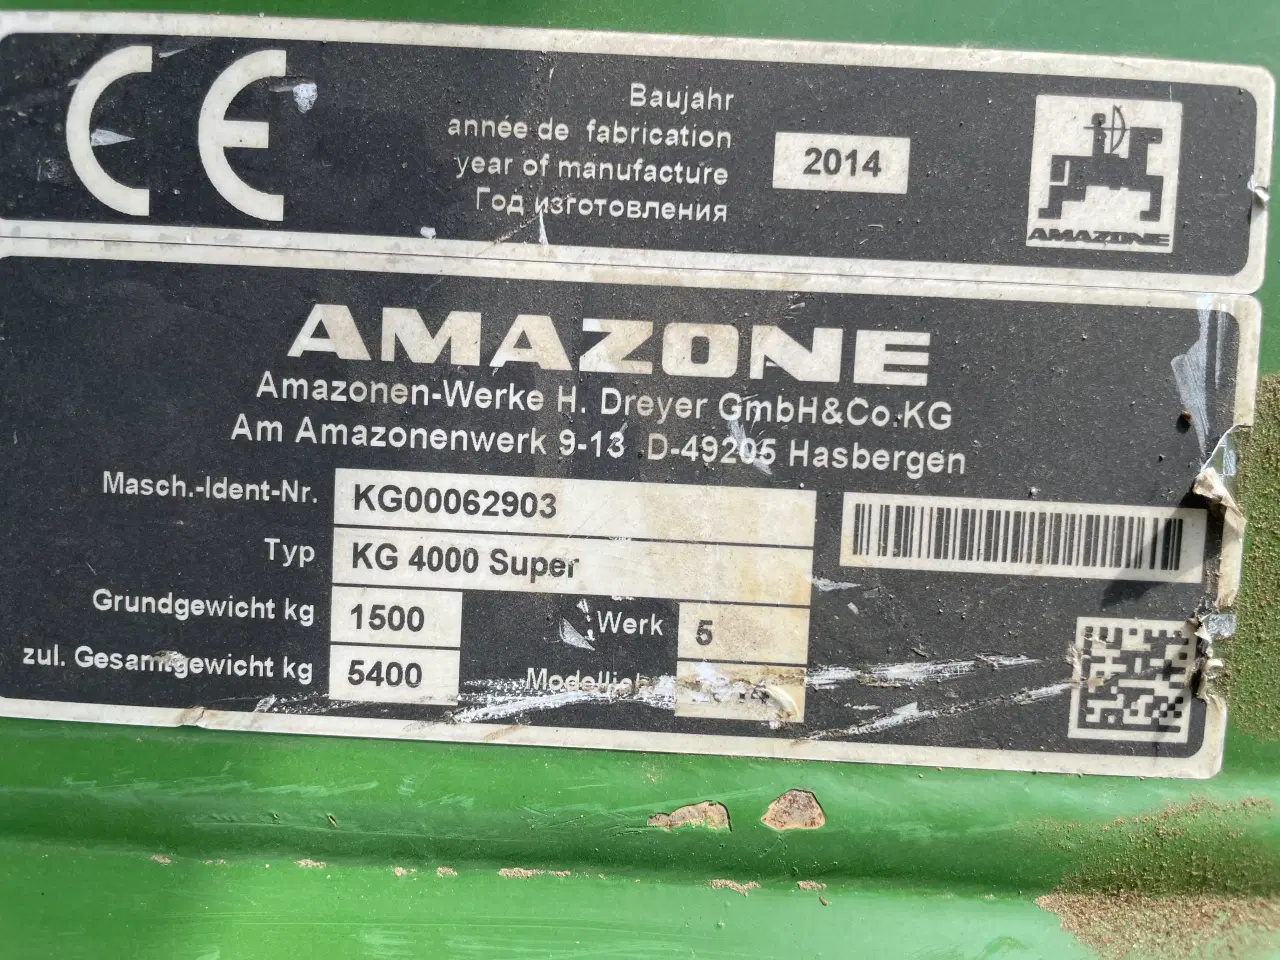 CE
Baujahr
année de fabrication
year of manufacture
Год изготовления
2014
AMAZONE
AMAZONE
Amazonen-Werke H. Dreyer GmbH&Co.KG
Am Amazonenwerk 9-13 D-49205 Hasbergen
Masch.-Ident-Nr. KG00062903
Typ KG 4000 Super
Grundgewicht kg 1500 Werk 5
zul. Gesamtgewicht kg 5400